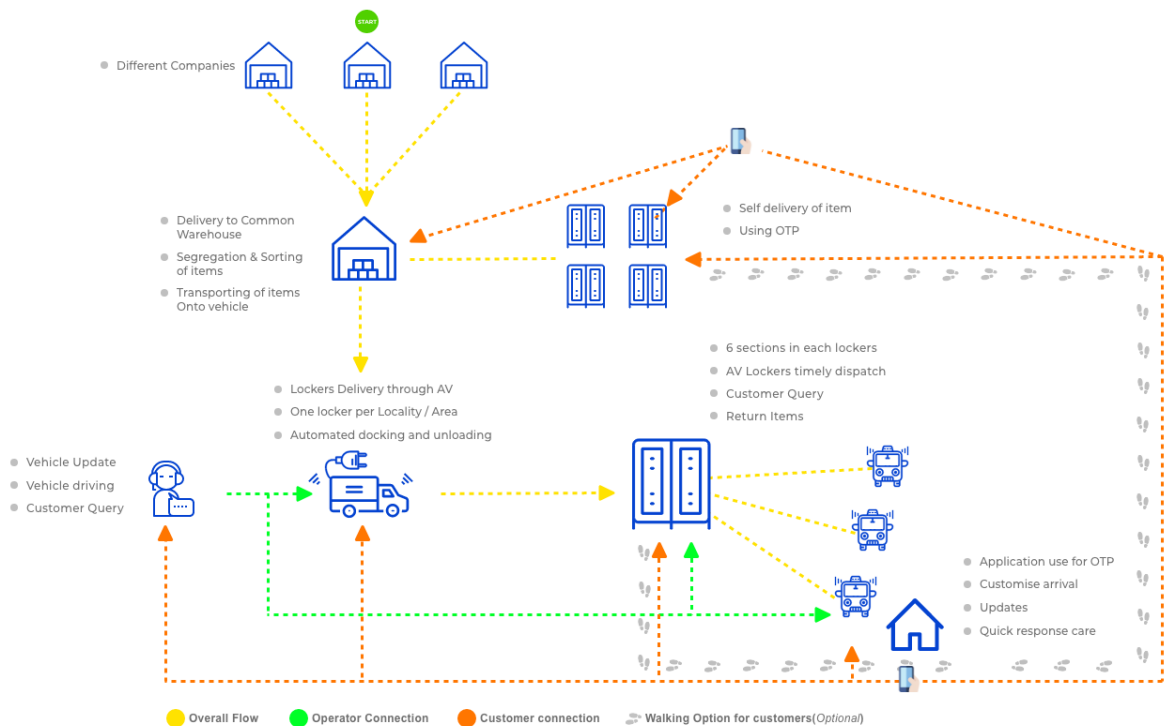 START
Different Companies
Delivery to Common
Warehouse
Segregation & Sorting
of items
Transporting of items
Onto vehicle
Self delivery of item
Using OTP
6 sections in each lockers
AV Lockers timely dispatch
Customer Query
Return Items
Lockers Delivery through AV
One locker per Locality / Area
Automated docking and unloading
Vehicle Update
Vehicle driving
Customer Query
Application use for OTP
Customise arrival
Updates
Quick response care
Overall Flow
Operator Connection
Customer connection
Walking Option for customers(Optional)